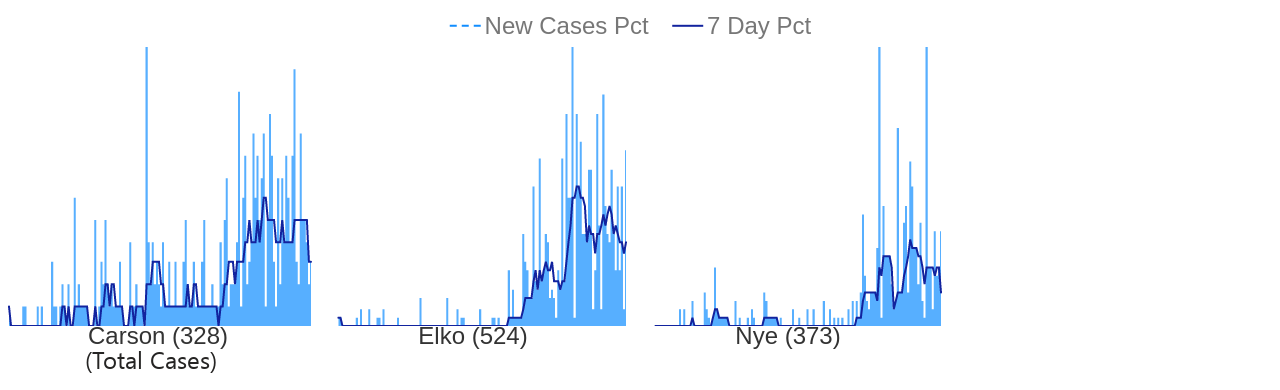 New Cases Pct 7 Day Pct
Carson (328) Elko (524) Nye (373)
(Total Cases)